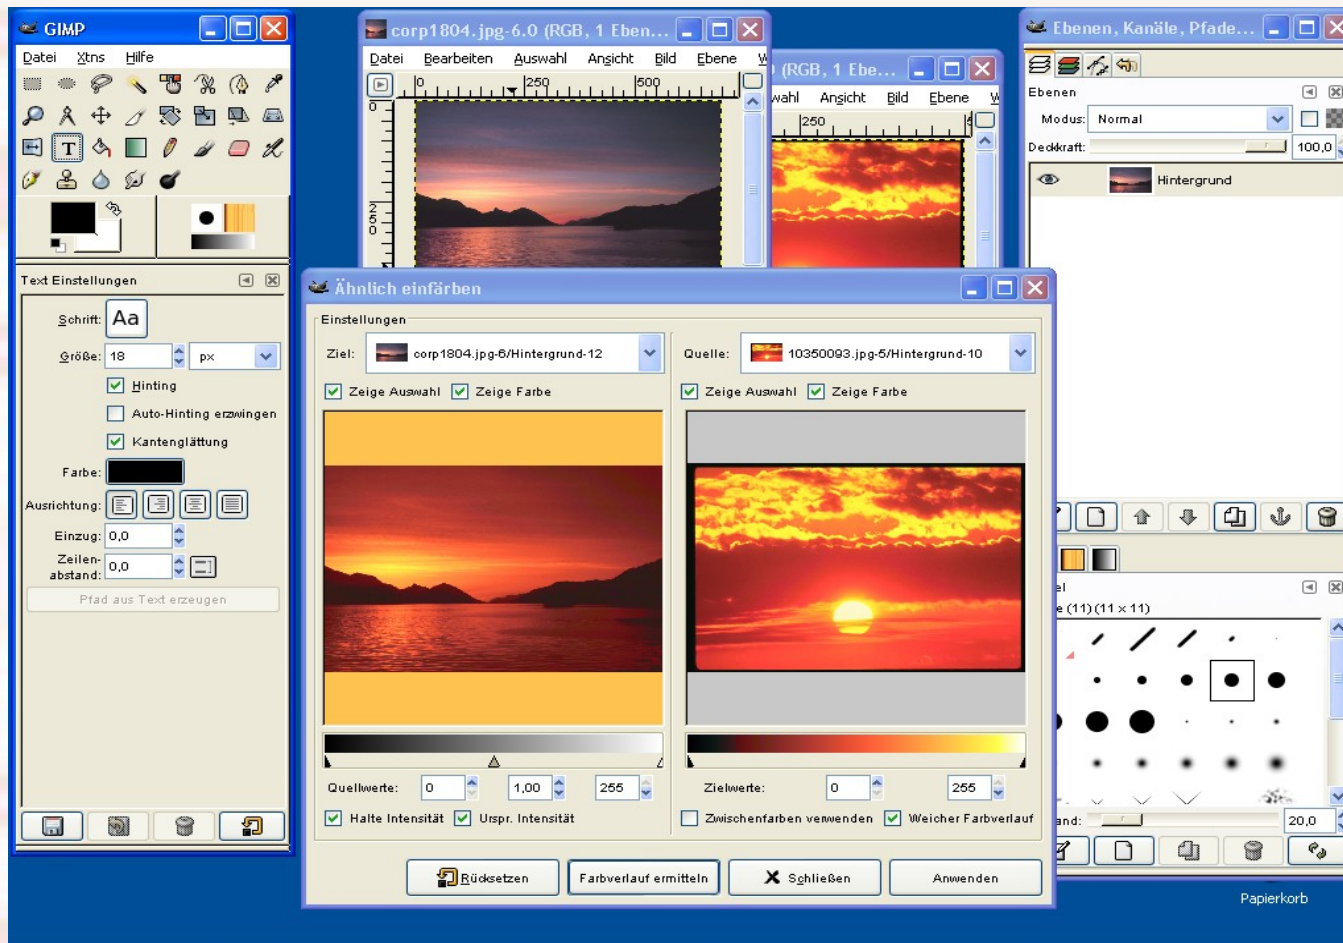 GIMP
Datei Xtns Hilfe
Text Einstellungen
Schrift: Aa
Größe: 18 px
Hinting
Auto-Hinting erzwingen
Kantenglättung
Farbe:
Ausrichtung:
Einzug: 0,0
Zeilen-
abstand: 0,0
Pfad aus Text erzeugen
corp1804.jpg-6.0 (RGB, 1 Eben...
Datei Bearbeiten Auswahl Ansicht Bild Ebene
0 250 500
0
250
(RGB, 1 Ebe...
Ansicht Bild Ebene
250
Ebenen, Kanäle, Pfade...
Ebenen
Modus: Normal
Deckkraft: 100,0
Hintergrund
(11)(11 x 11)
20,0
Ähnlich einfärben
Einstellungen
Ziel: corp1804.jpg-6/Hintergrund-12
Zeige Auswahl Zeige Farbe
Quellwerte: 0 1,00 255
Halte Intensität Urspr. Intensität
Quelle: 10350093.jpg-5/Hintergrund-10
Zeige Auswahl Zeige Farbe
Zielwerte: 0 255
Zwischenfarben verwenden Weicher Farbverlauf
Rücksetzen Farbverlauf ermitteln Schließen Anwenden
Papierkorb